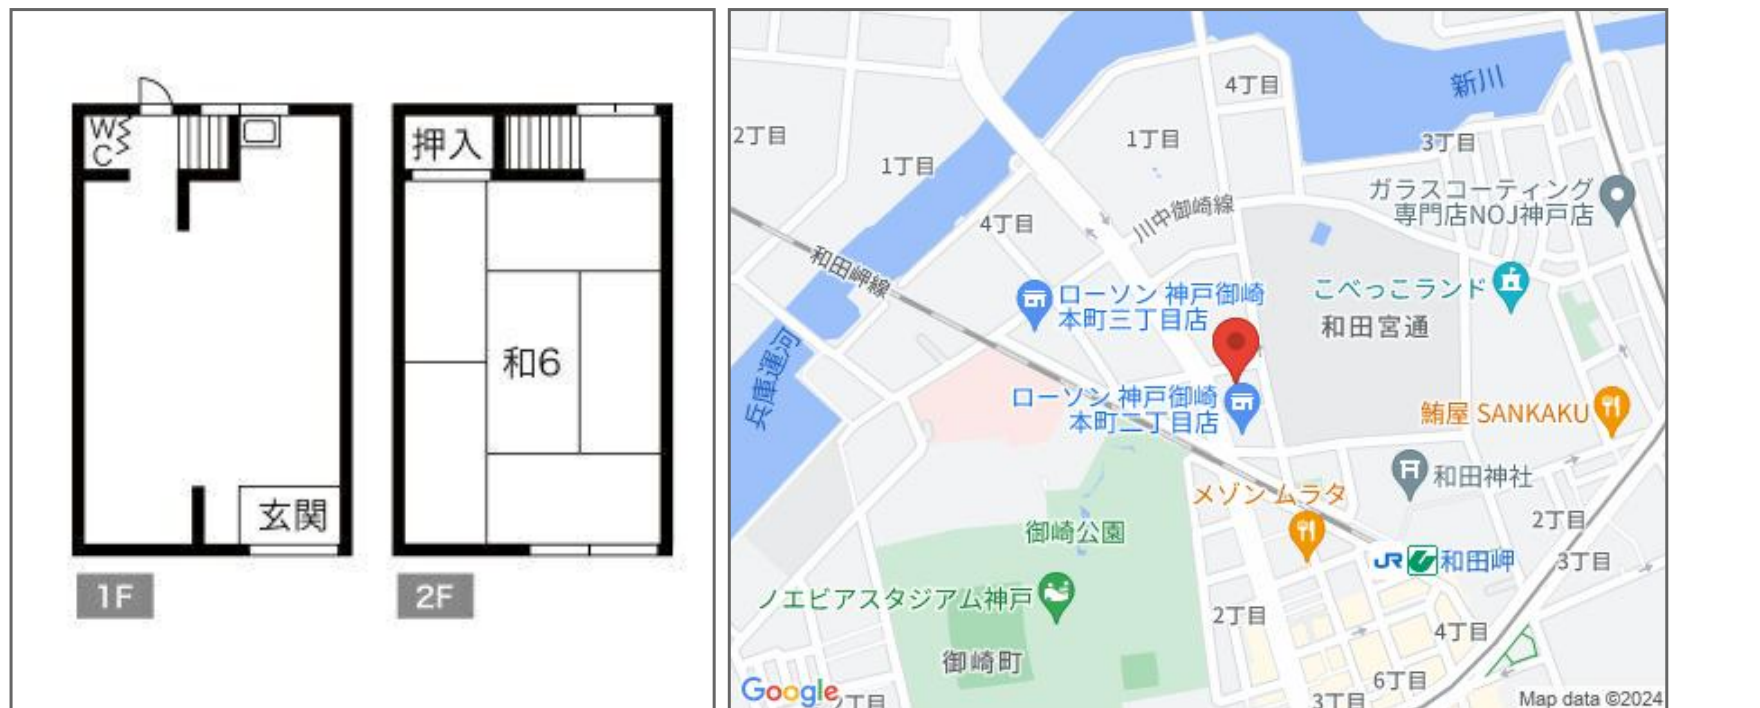 W
C
玄関
1F
押入
和6
2F
新川
4丁目
2丁目
1丁目
1丁目
3丁目
ガラスコーティング
専門店NOJ神戸店
川中御崎線
4丁目
和田岬線
ローソン 神戸御崎
本町三丁目店
こべっこランド
和田宮通
兵庫運河
ローソン 神戸御崎
本町二丁目店
鮪屋 SANKAKU
和田神社
メゾン ムラタ
2丁目
御崎公園
JR
和田岬
3丁目
ノエビアスタジアム神戸
2丁目
4丁目
御崎町
6丁目
Google
丁目
3丁目
Map data ©2024